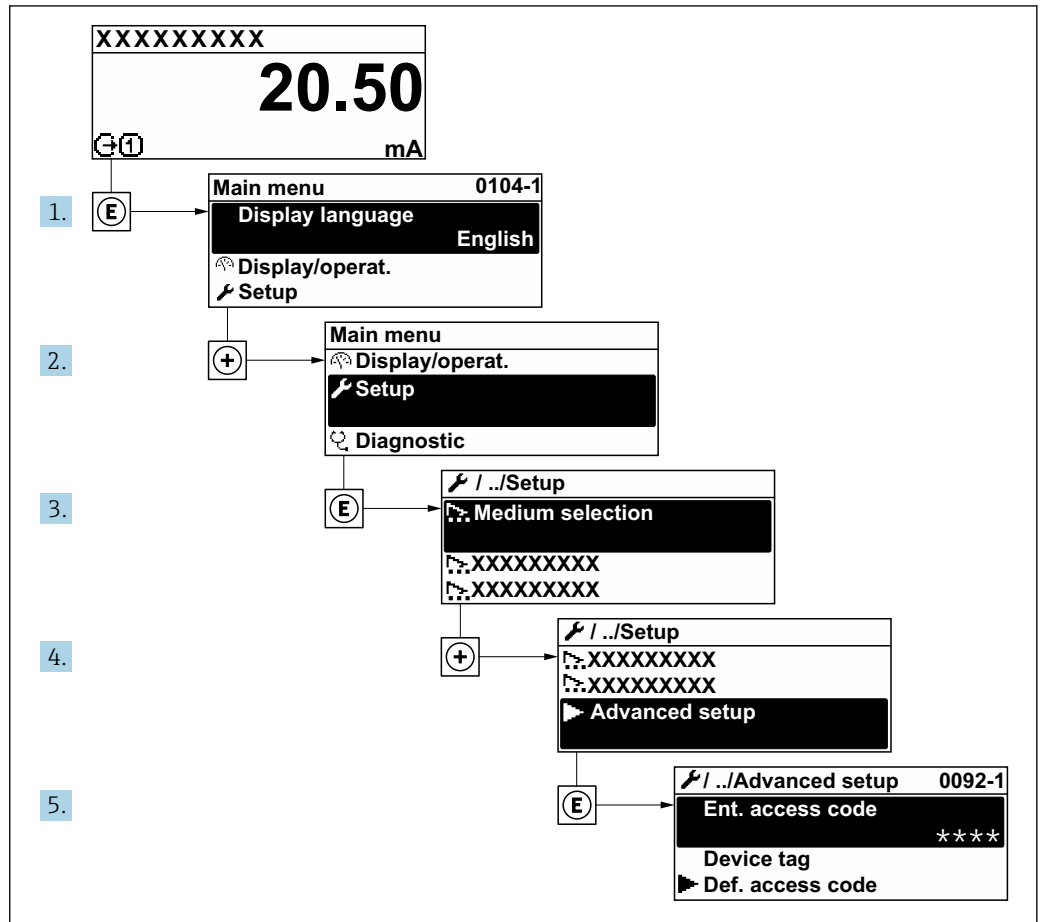 XXXXXXXXX
20.50
1 mA
1. E
Main menu 0104-1
Display language
English
Display/operat.
Setup
2. +
Main menu
Display/operat.
Setup
Diagnostic
3. E
/ ../Setup
Medium selection
XXXXXXXXX
XXXXXXXXX
4. +
/ ../Setup
XXXXXXXXX
XXXXXXXXX
Advanced setup
5. E
/ ../Advanced setup 0092-1
Ent. access code
****
Device tag
Def. access code